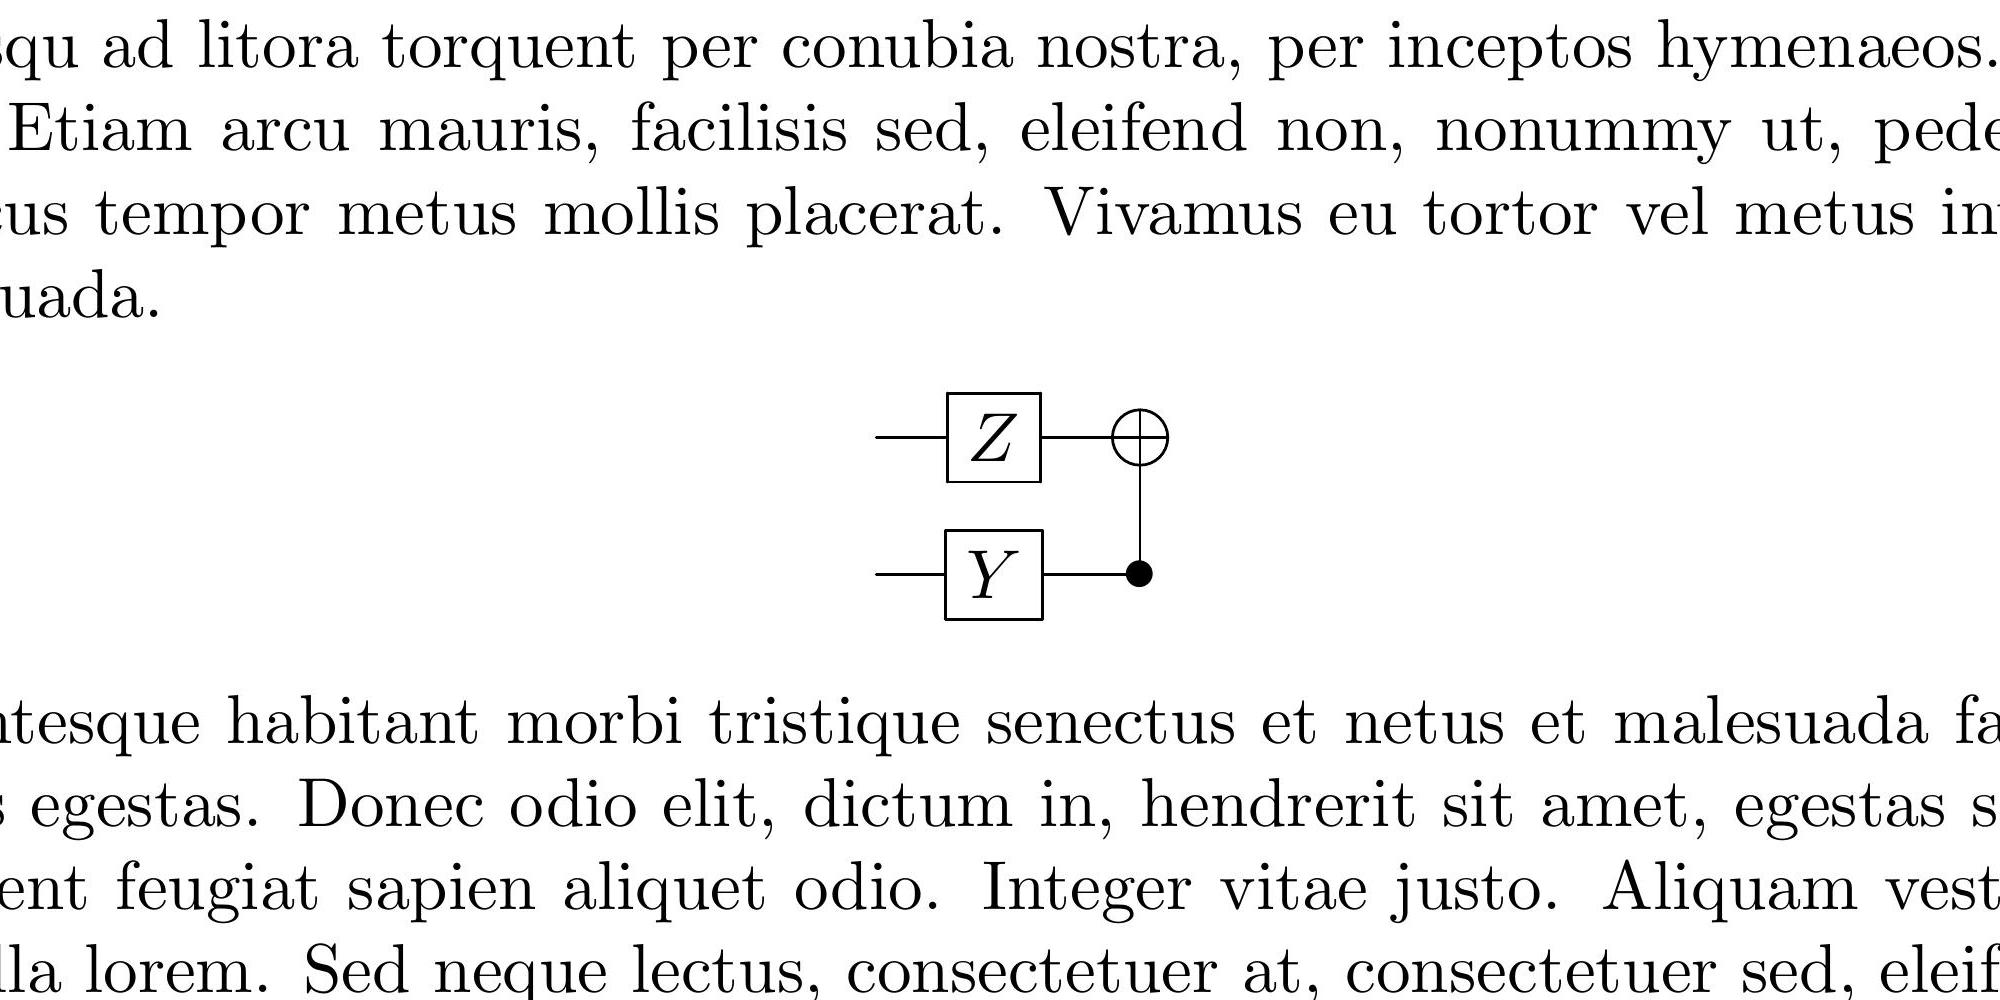 squ ad litora torquent per conubia nostra, per inceptos hymenaeos.
Etiam arcu mauris, facilisis sed, eleifend non, nonummy ut, pede
cus tempor metus mollis placerat. Vivamus eu tortor vel metus in
uada.
Z
Y
ntesque habitant morbi tristique senectus et netus et malesuada fa
s egestas. Donec odio elit, dictum in, hendrerit sit amet, egestas s
ent feugiat sapien aliquet odio. Integer vitae justo. Aliquam vest
lla lorem. Sed neque lectus, consectetuer at, consectetuer sed, eleif